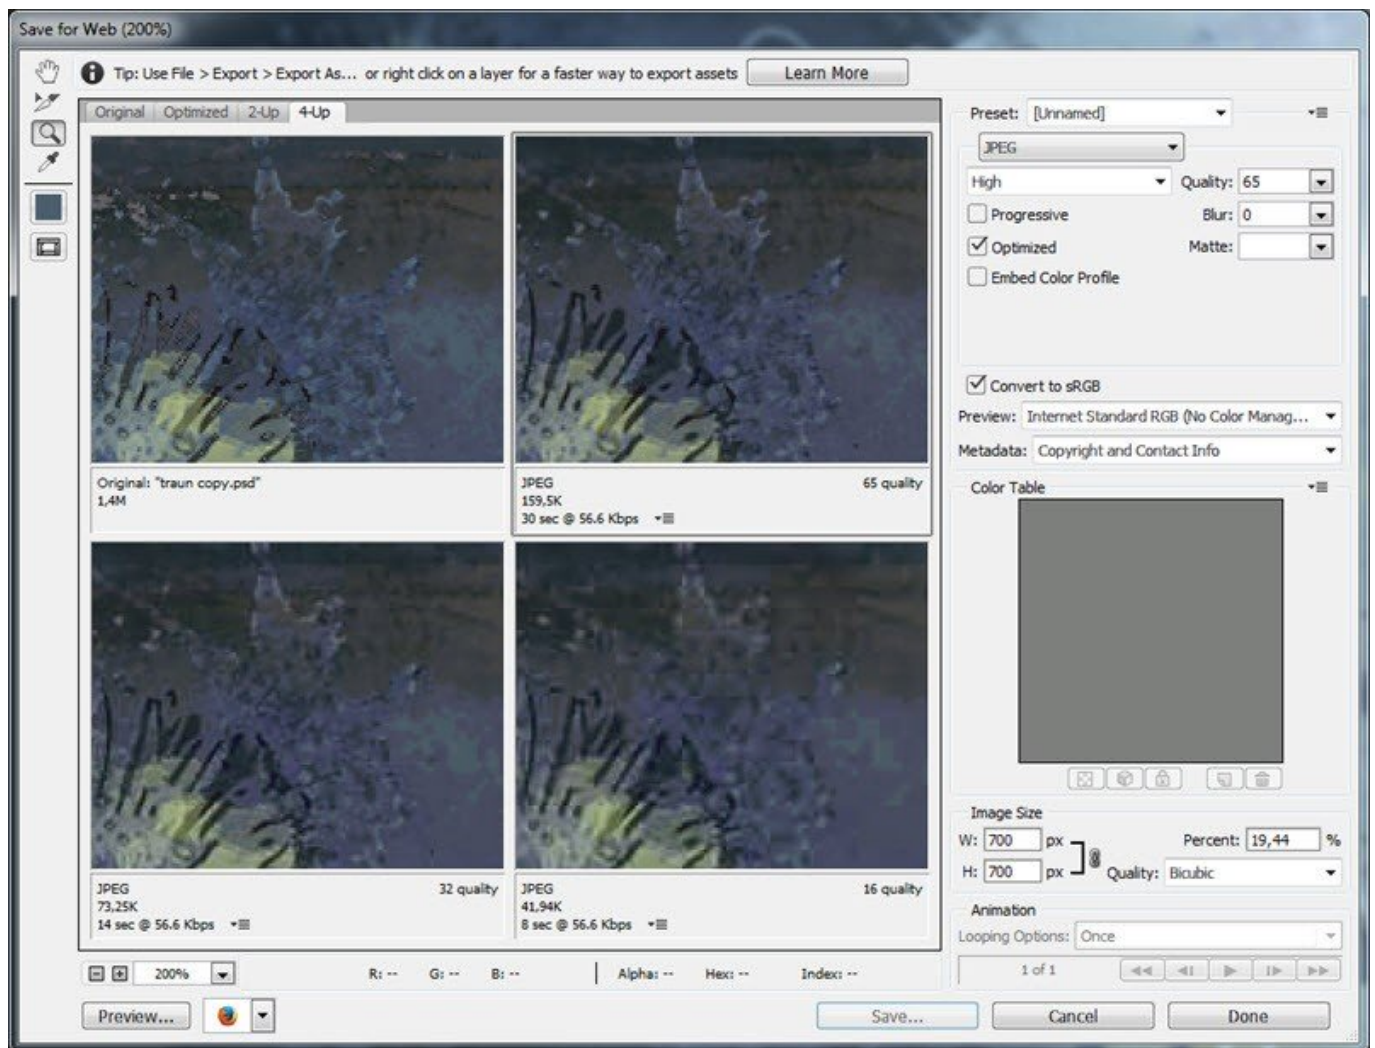 Save for Web (200%)
Tip: Use File > Export > Export As... or right click on a layer for a faster way to export assets
Learn More
Original
Optimized
2-Up
4-Up
Original: "traun copy.psd"
1,4M
JPEG
65 quality
159,5K
30 sec @ 56.6 Kbps
JPEG
32 quality
73,25K
14 sec @ 56.6 Kbps
JPEG
16 quality
41,94K
8 sec @ 56.6 Kbps
200%
R: --
G: --
B: --
Alpha: --
Hex: --
Index: --
Preview...
Preset: [Unnamed]
JPEG
High
Quality: 65
Progressive
Blur: 0
Optimized
Matte:
Embed Color Profile
Convert to sRGB
Preview: Internet Standard RGB (No Color Manag...
Metadata: Copyright and Contact Info
Color Table
Image Size
W: 700 px
Percent: 19,44 %
H: 700 px
Quality: Bicubic
Animation
Looping Options: Once
1 of 1
Save...
Cancel
Done